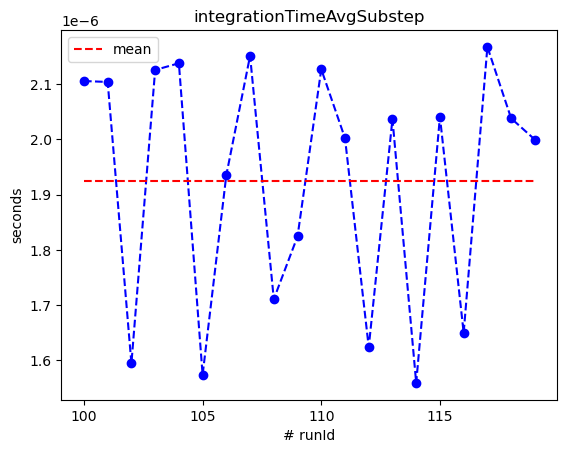 integrationTimeAvgSubstep
1e−6
mean
2.1
2.0
1.9
1.8
1.7
1.6
seconds
100 105 110 115
# runId